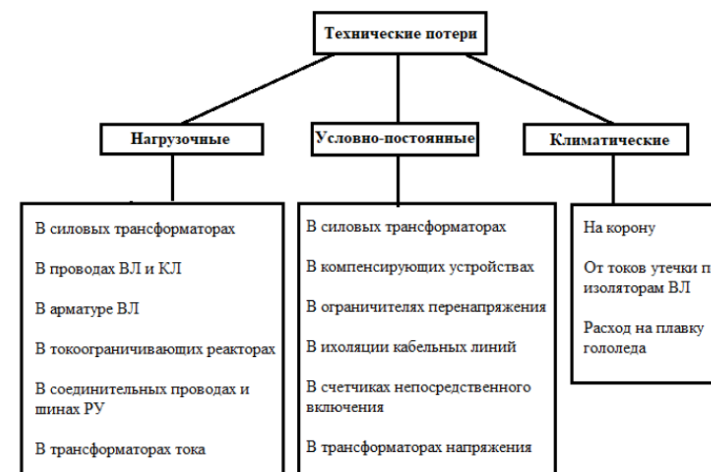 Технические потери
Нагрузочные
Условно-постоянные
Климатические
В силовых трансформаторах
В проводах ВЛ и КЛ
В арматуре ВЛ
В токоограничивающих реакторах
В соединительных проводах и
шинах РУ
В трансформаторах тока
В силовых трансформаторах
В компенсирующих устройствах
В ограничителях перенапряжения
В ихоляции кабельных линий
В счетчиках непосредственного
включения
В трансформаторах напряжения
На корону
От токов утечки
изоляторам ВЛ
Расход на плавку
гололеда